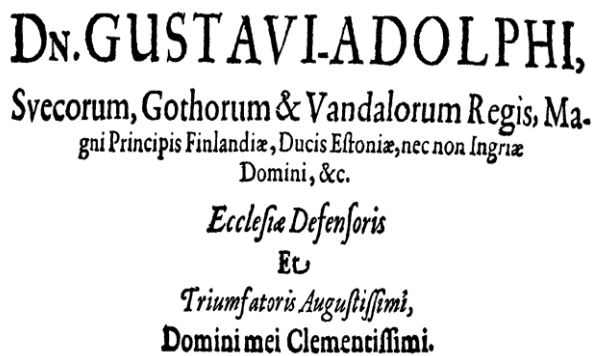 DN. GUSTAVI-ADOLPHI,
Svecorum, Gothorum & Vandalorum Regis, Ma-
gni Principis Finlandiæ, Ducis Eſtoniæ, nec non Ingriæ
Domini, &c.
Eccleſiæ Defenſoris
Et
Triumfatoris Auguſtiſſimi,
Domini mei Clementiſſimi.